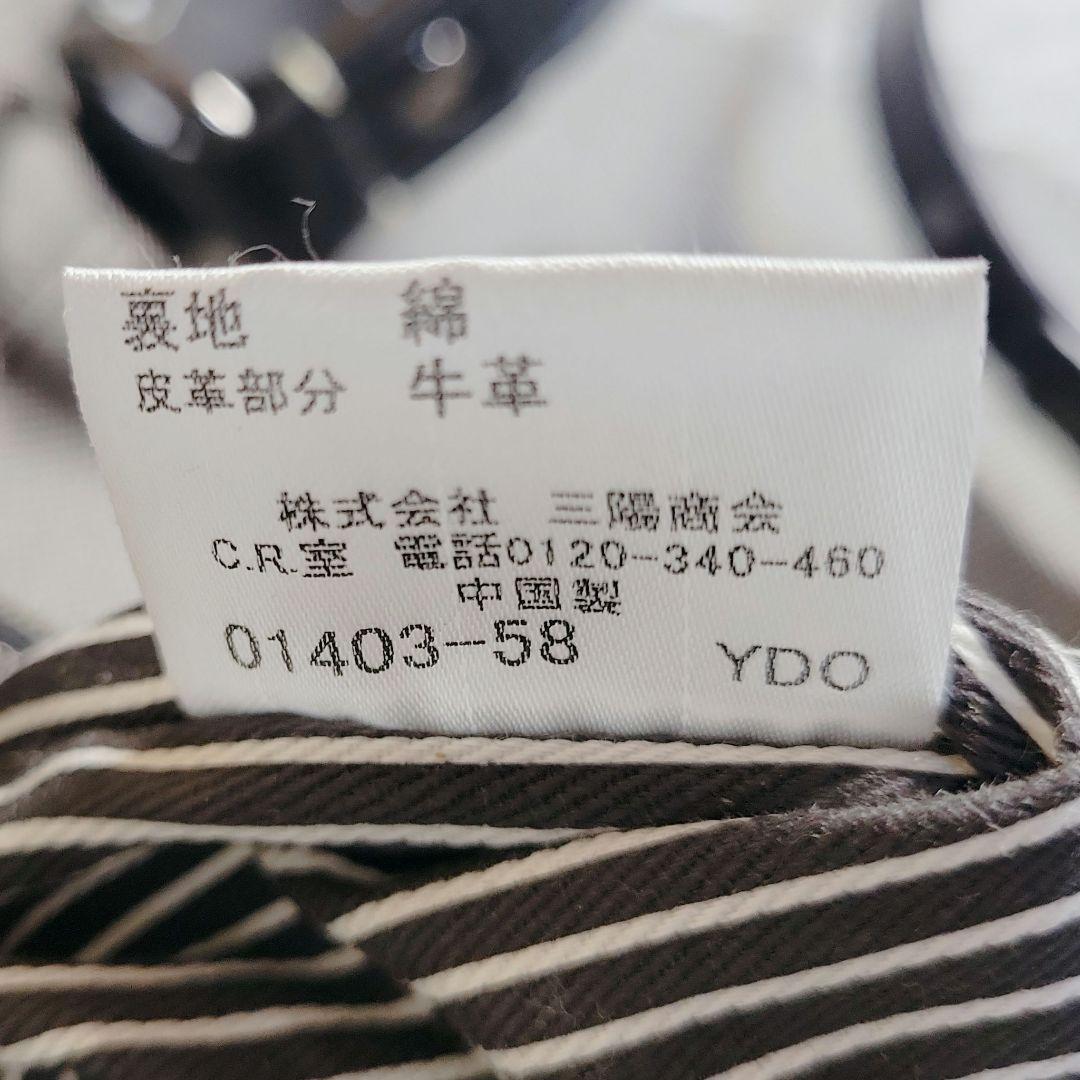 裏地 綿
皮革部分 牛革
株式会社 三陽商会
C.R.室 電話0120-340-460
中国製
01403-58 YDO